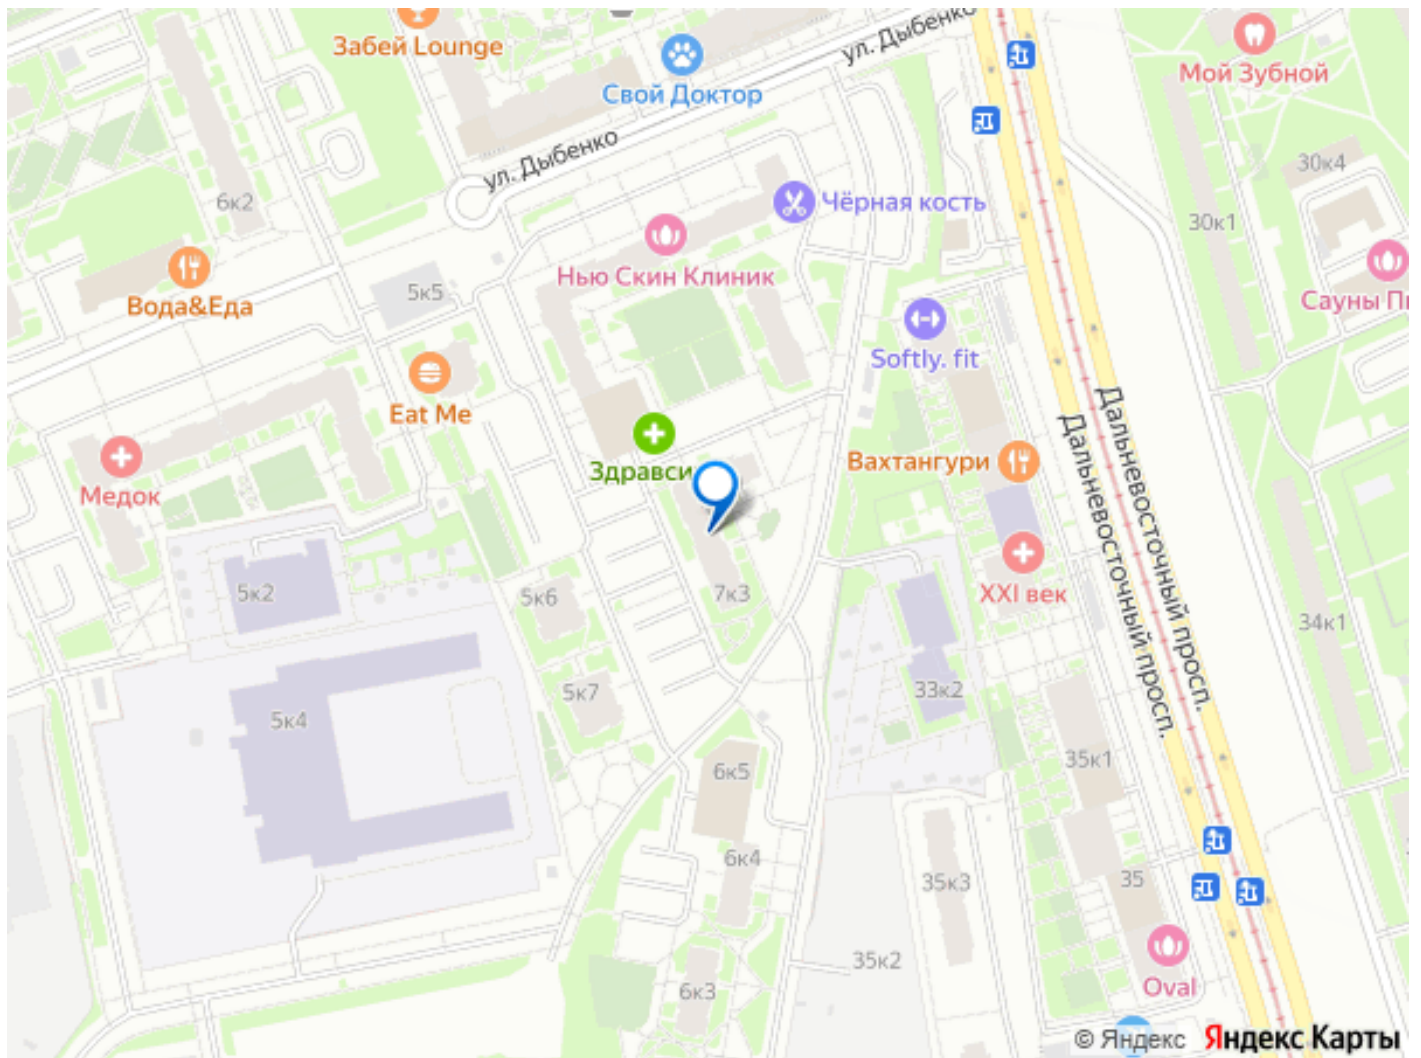 Забей Lounge
Свой Доктор
ул. Дыбенко
Мой Зубной
ул. Дыбенко
30к4
6к2
Чёрная кость
30к1
Нью Скин Клиник
5к5
Вода&Еда
Сауны
Softly. fit
Eat Me
Дальневосточный просп.
Дальневосточный просп.
Вахтангури
Здравси
Медок
5к2
5к6
7к3
XXI век
34к1
5к7
33к2
5к4
6к5
35к1
6к4
35к3
35
35к2
6к3
Oval
© Яндекс Яндекс Карты